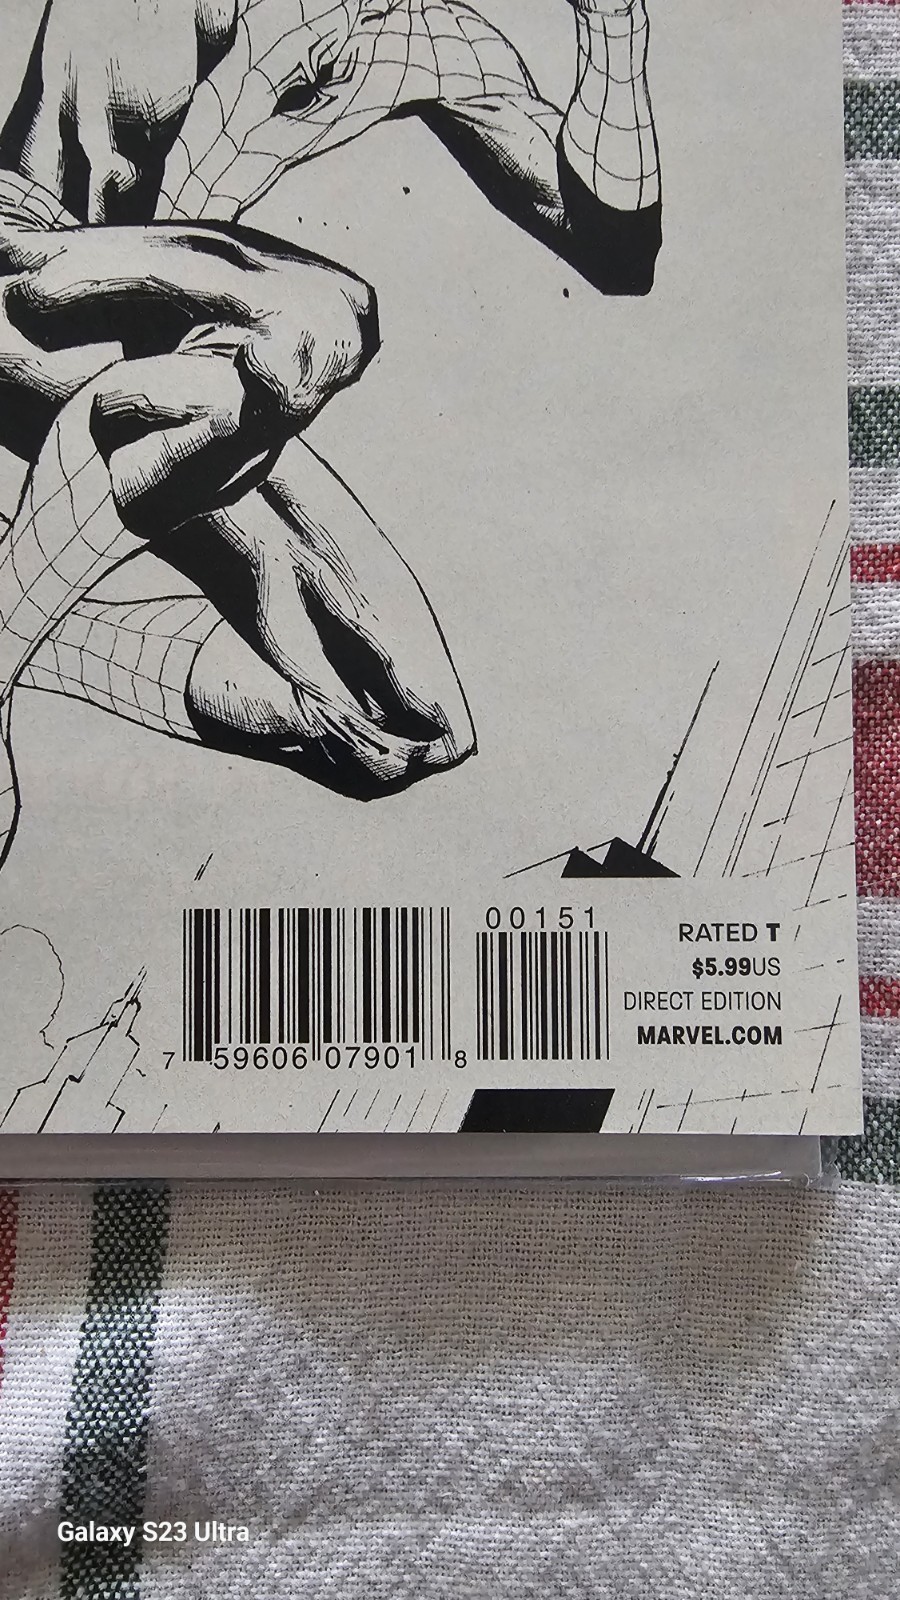 00151
RATED T
$5.99US
DIRECT EDITION
MARVEL.COM
7 59606 07901 8
Galaxy S23 Ultra